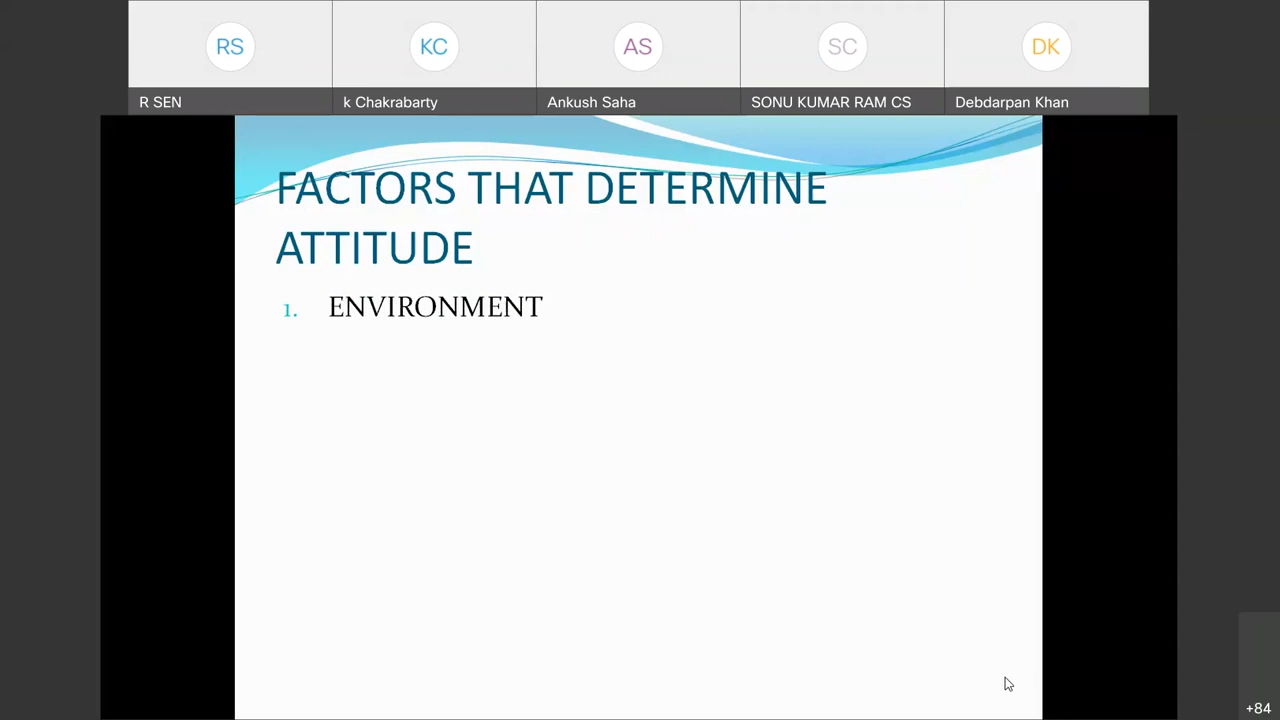 RS KC AS SC DK
R SEN k Chakrabarty Ankush Saha SONU KUMAR RAM CS Debdarpan Khan
FACTORS THAT DETERMINE
ATTITUDE
1. ENVIRONMENT
+84